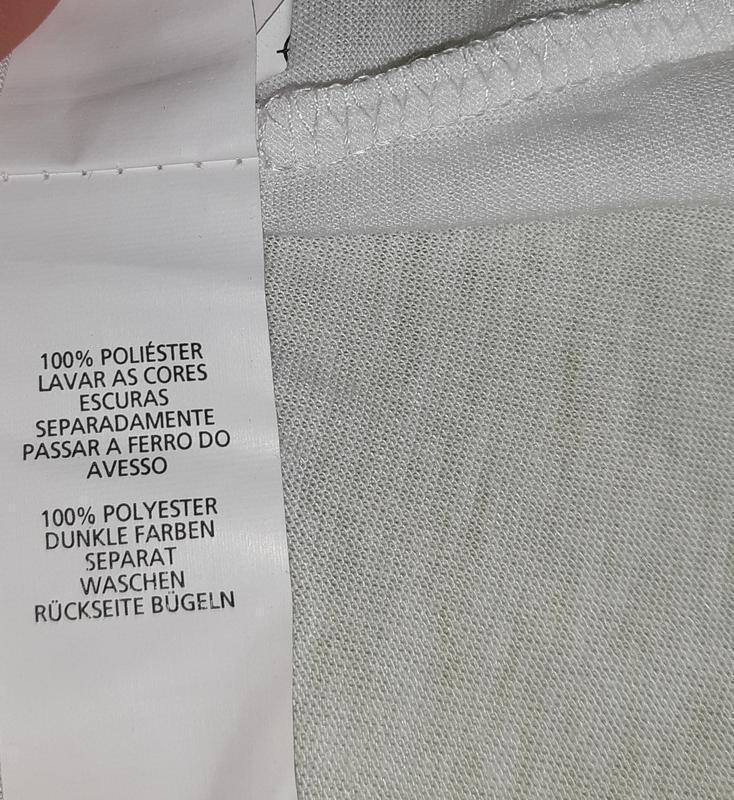 100% POLIÉSTER
LAVAR AS CORES
ESCURAS
SEPARADAMENTE
PASSAR A FERRO DO
AVESSO
100% POLYESTER
DUNKLE FARBEN
SEPARAT
WASCHEN
RÜCKSEITE BÜGELN